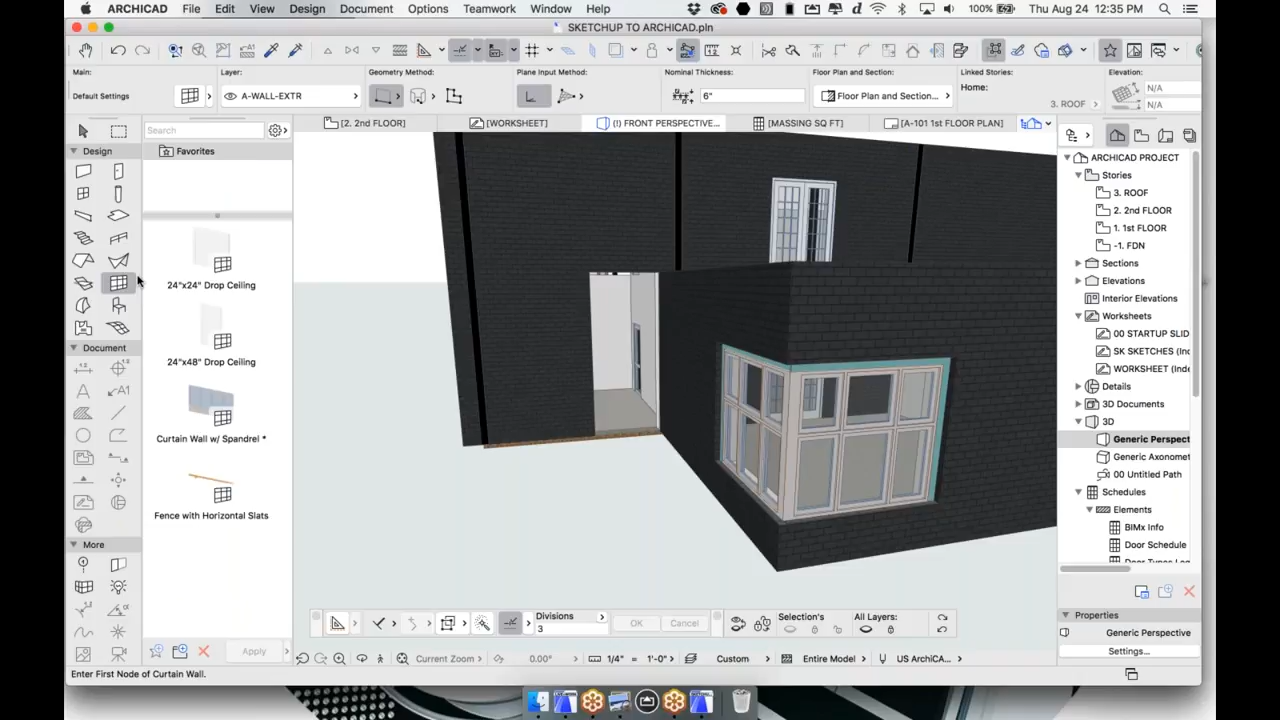 ARCHICAD File Edit View Design Document Options Teamwork Window Help
100% Thu Aug 24 12:35 PM
SKETCHUP TO ARCHICAD.pln
Main:
Layer:
Geometry Method:
Plane Input Method:
Nominal Thickness:
Floor Plan and Section:
Linked Stories:
Elevation:
Default Settings
A-WALL-EXTR
6"
Floor Plan and Section...
Home:
3. ROOF
N/A
N/A
Search
[2. 2nd FLOOR]
[WORKSHEET]
(!) FRONT PERSPECTIVE...
[MASSING SQ FT]
[A-101 1st FLOOR PLAN]
Design
Favorites
24"x24" Drop Ceiling
24"x48" Drop Ceiling
Curtain Wall w/ Spandrel *
Fence with Horizontal Slats
Document
A
A1
More
ARCHICAD PROJECT
Stories
3. ROOF
2. 2nd FLOOR
1. 1st FLOOR
-1. FDN
Sections
Elevations
Interior Elevations
Worksheets
00 STARTUP SLID
SK SKETCHES (Inc
WORKSHEET (Inde
Details
3D Documents
3D
Generic Perspect
Generic Axonomet
00 Untitled Path
Schedules
Elements
BIMx Info
Door Schedule
Properties
Generic Perspective
Settings...
Divisions
3
OK
Cancel
Selection's
All Layers:
Apply
Current Zoom
0.00°
1/4" = 1'-0"
Custom
Entire Model
US ArchiCA...
Enter First Node of Curtain Wall.